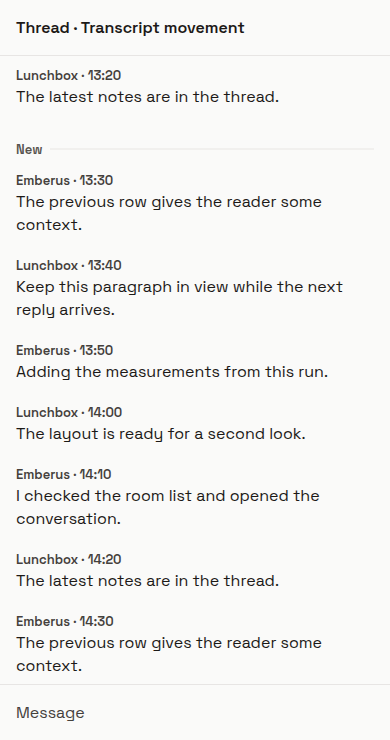 Thread · Transcript movement
Lunchbox · 13:20
The latest notes are in the thread.
New
Emberus · 13:30
The previous row gives the reader some
context.
Lunchbox · 13:40
Keep this paragraph in view while the next
reply arrives.
Emberus · 13:50
Adding the measurements from this run.
Lunchbox · 14:00
The layout is ready for a second look.
Emberus · 14:10
I checked the room list and opened the
conversation.
Lunchbox · 14:20
The latest notes are in the thread.
Emberus · 14:30
The previous row gives the reader some
context.
Message